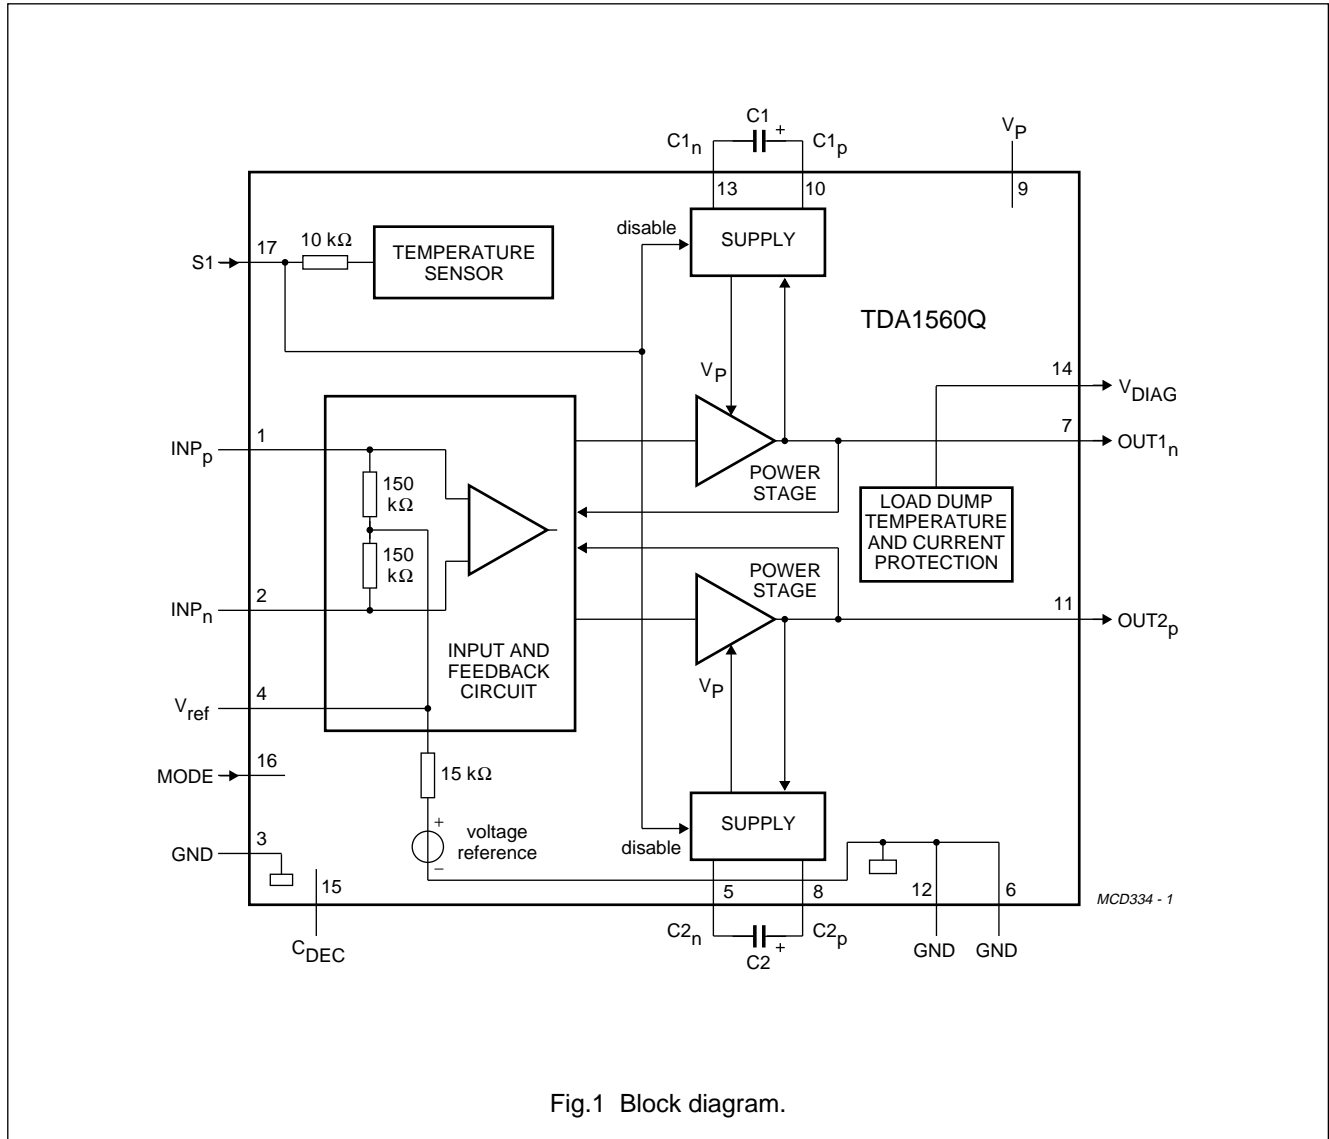 C1
+
C1n
C1p
VP
13
10
9
disable
SUPPLY
17
10 kΩ
TEMPERATURE
SENSOR
S1
TDA1560Q
VP
14
VDIAG
1
INPp
7
OUT1n
150
kΩ
POWER
STAGE
LOAD DUMP
TEMPERATURE
AND CURRENT
PROTECTION
150
kΩ
POWER
STAGE
2
INPn
11
OUT2p
INPUT AND
FEEDBACK
CIRCUIT
VP
4
Vref
16
MODE
15 kΩ
+
voltage
reference
−
SUPPLY
disable
3
GND
15
5
8
12
6
MCD334 - 1
CDEC
C2n
C2p
+
C2
GND
GND
Fig.1 Block diagram.